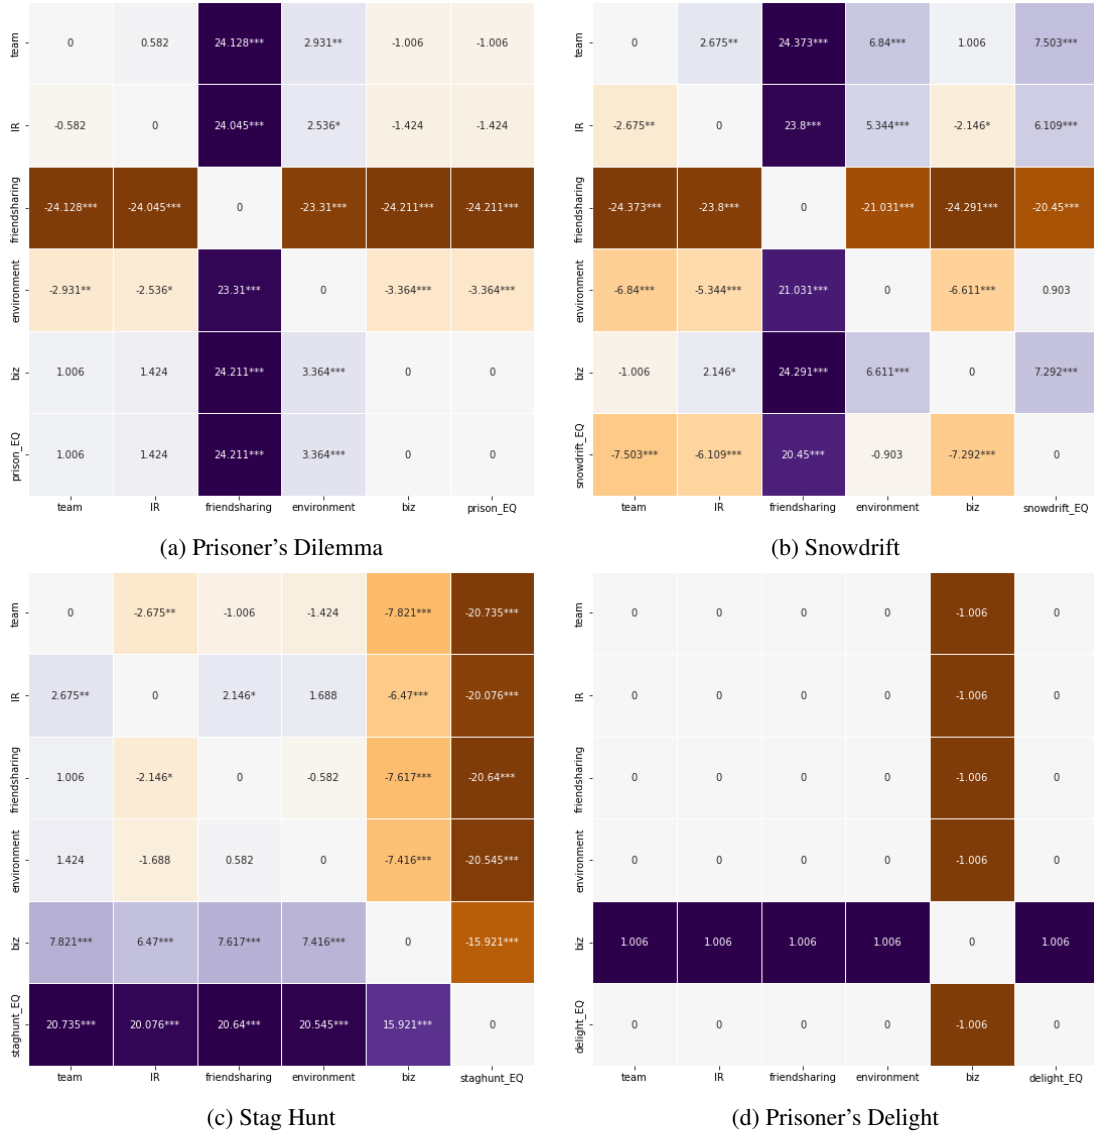 team 0 0.582 24.128*** 2.931** -1.006 -1.006
IR -0.582 0 24.045*** 2.536* -1.424 -1.424
friendsharing -24.128*** -24.045*** 0 -23.31*** -24.211*** -24.211***
environment -2.931** -2.536* 23.31*** 0 -3.364*** -3.364***
biz 1.006 1.424 24.211*** 3.364*** 0 0
prison_EQ 1.006 1.424 24.211*** 3.364*** 0 0
team IR friendsharing environment biz prison_EQ
(a) Prisoner's Dilemma
team 0 2.675** 24.373*** 6.84*** 1.006 7.503***
IR -2.675** 0 23.8*** 5.344*** -2.146* 6.109***
friendsharing -24.373*** -23.8*** 0 -21.031*** -24.291*** -20.45***
environment -6.84*** -5.344*** 21.031*** 0 -6.611*** 0.903
biz -1.006 2.146* 24.291*** 6.611*** 0 7.292***
snowdrift_EQ -7.503*** -6.109*** 20.45*** -0.903 -7.292*** 0
team IR friendsharing environment biz snowdrift_EQ
(b) Snowdrift
team 0 -2.675** -1.006 -1.424 -7.821*** -20.735***
IR 2.675** 0 2.146* 1.688 -6.47*** -20.076***
friendsharing 1.006 -2.146* 0 -0.582 -7.617*** -20.64***
environment 1.424 -1.688 0.582 0 -7.416*** -20.545***
biz 7.821*** 6.47*** 7.617*** 7.416*** 0 -15.921***
staghunt_EQ 20.735*** 20.076*** 20.64*** 20.545*** 15.921*** 0
team IR friendsharing environment biz staghunt_EQ
(c) Stag Hunt
team 0 0 0 0 -1.006 0
IR 0 0 0 0 -1.006 0
friendsharing 0 0 0 0 -1.006 0
environment 0 0 0 0 -1.006 0
biz 1.006 1.006 1.006 1.006 0 1.006
delight_EQ 0 0 0 0 -1.006 0
team IR friendsharing environment biz delight_EQ
(d) Prisoner's Delight